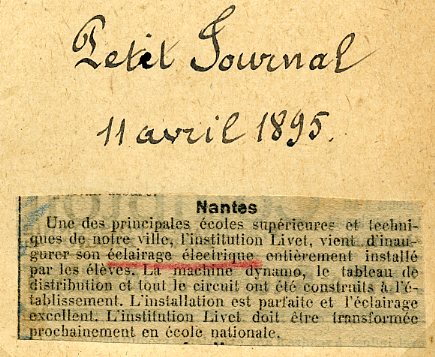 Petit Journal
11 avril 1895.
Nantes
Une des principales écoles supérieures et techni-
ques de notre ville, l'institution Livet, vient d'inau-
gurer son éclairage électrique entièrement installé
par les élèves. La machine dynamo, le tableau de
distribution et tout le circuit ont été construits à l'é-
tablissement. L'installation est parfaite et l'éclairage
excellent. L'institution Livet doit être transformée
prochainement en école nationale.